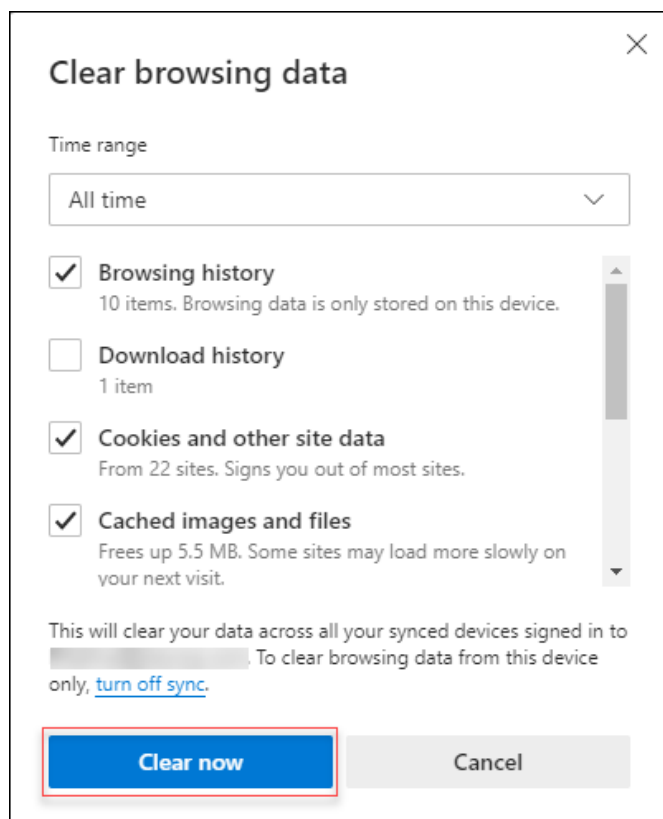 Clear browsing data
Time range
All time
Browsing history
10 items. Browsing data is only stored on this device.
Download history
1 item
Cookies and other site data
From 22 sites. Signs you out of most sites.
Cached images and files
Frees up 5.5 MB. Some sites may load more slowly on
your next visit.
This will clear your data across all your synced devices signed in to
. To clear browsing data from this device
only, turn off sync.
Clear now
Cancel